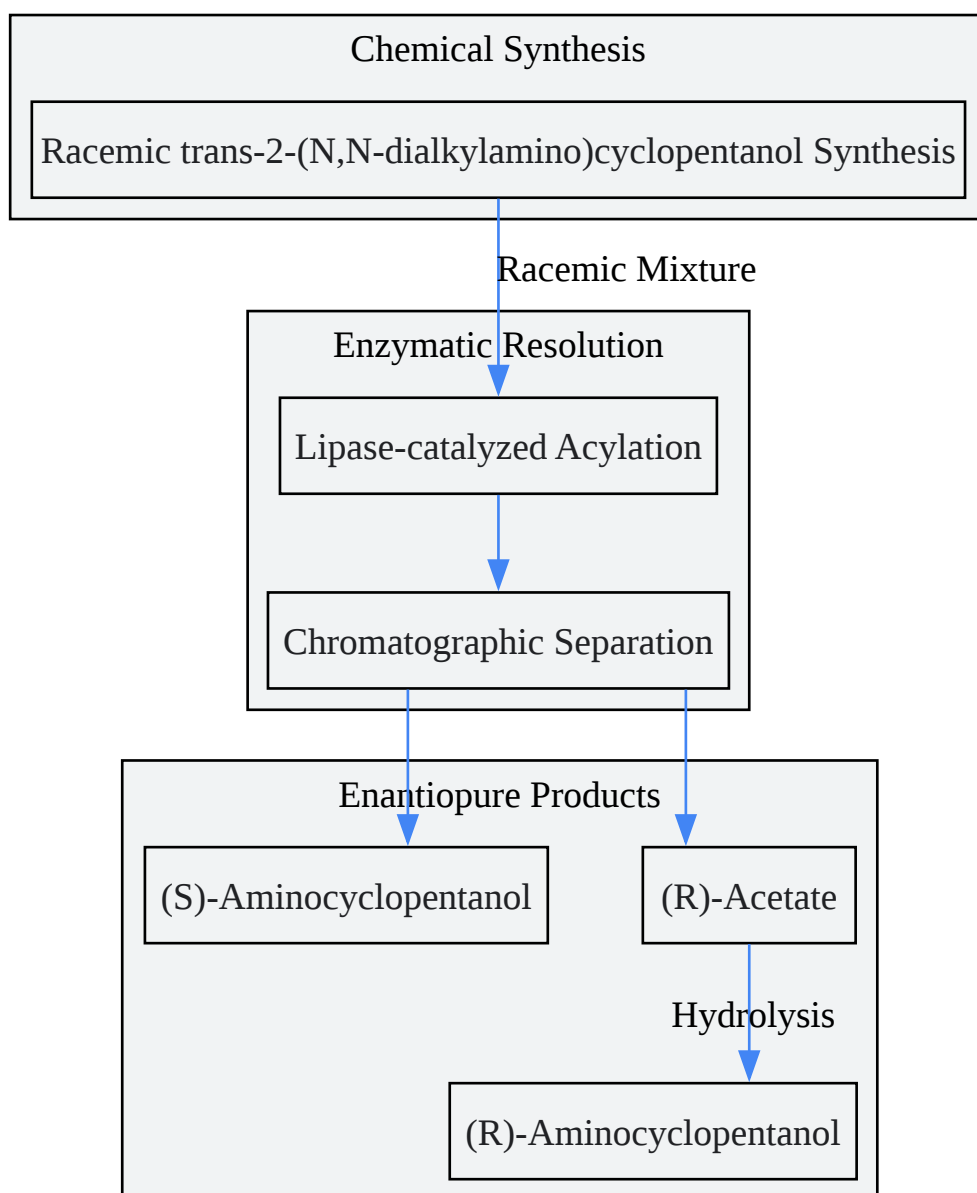 Chemical Synthesis
Racemic trans-2-(N,N-dialkylamino)cyclopentanol Synthesis
Racemic Mixture
Enzymatic Resolution
Lipase-catalyzed Acylation
Chromatographic Separation
Enantiopure Products
(S)-Aminocyclopentanol
(R)-Acetate
Hydrolysis
(R)-Aminocyclopentanol